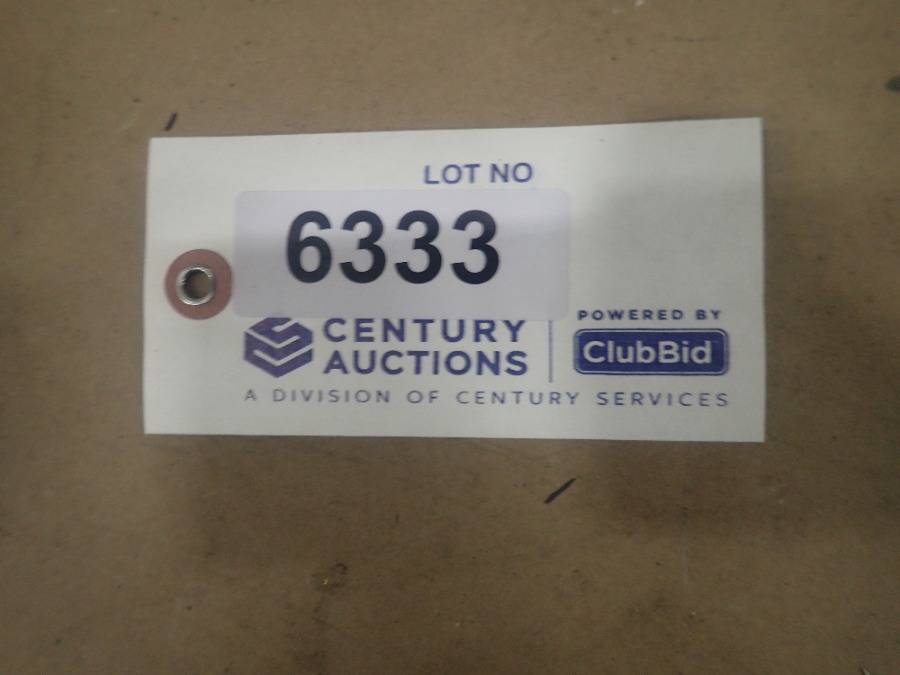 LOT NO
6333
CENTURY
AUCTIONS
POWERED BY
ClubBid
A DIVISION OF CENTURY SERVICES